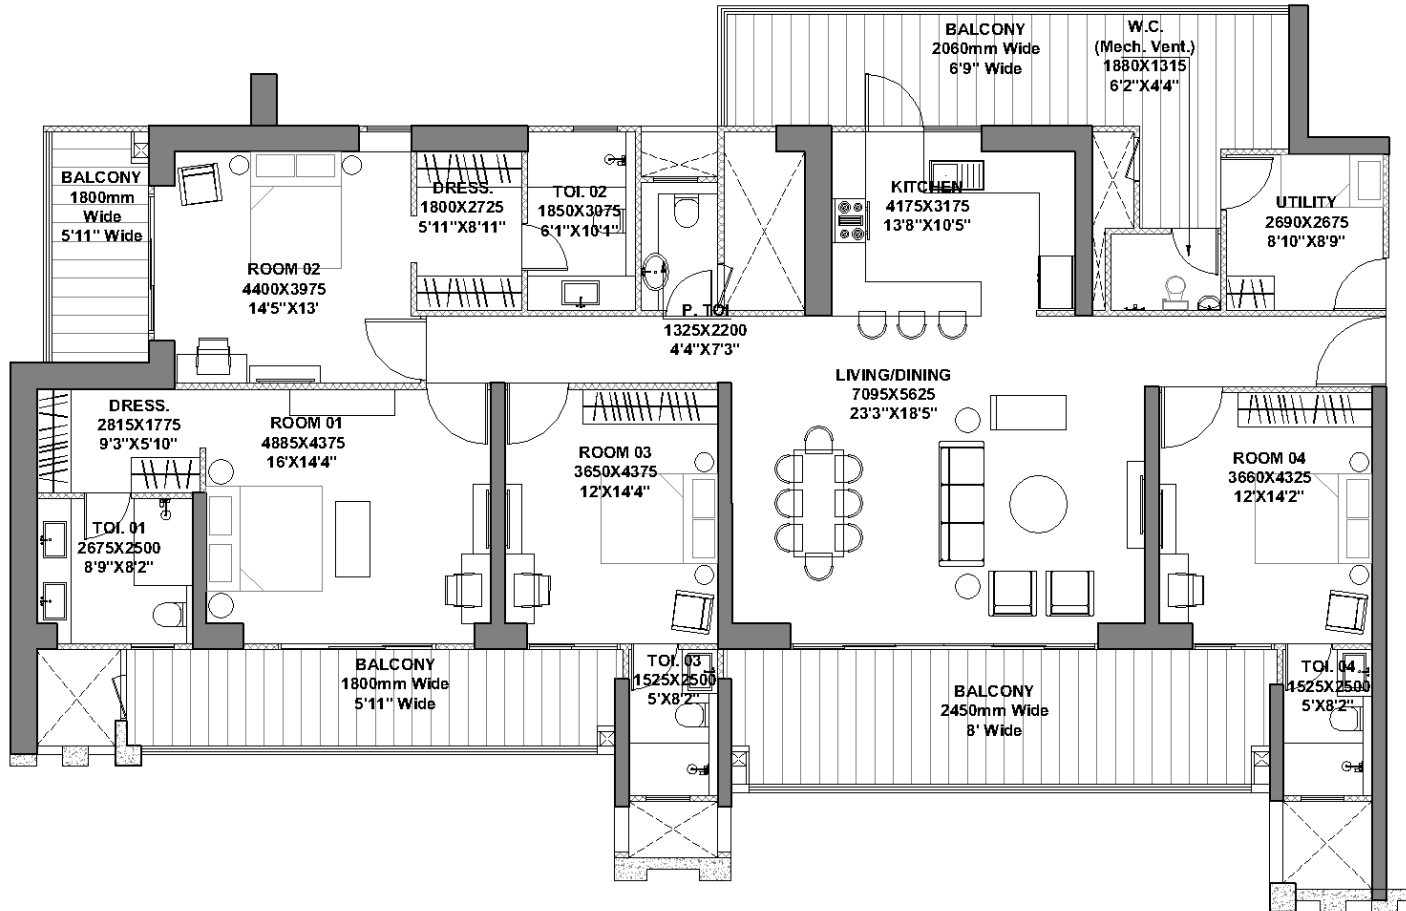 BALCONY
2060mm Wide
6'9" Wide
W.C.
(Mech. Vent.)
1880X1315
6'2"X4'4"
BALCONY
1800mm
Wide
5'11" Wide
DRESS.
1800X2725
5'11"X8'11"
TOI. 02
1850X3075
6'1"X10'1"
KITCHEN
4175X3175
13'8"X10'5"
UTILITY
2690X2675
8'10"X8'9"
ROOM 02
4400X3975
14'5"X13'
P. TOI
1325X2200
4'4"X7'3"
LIVING/DINING
7095X5625
23'3"X18'5"
DRESS.
2815X1775
9'3"X5'10"
ROOM 01
4885X4375
16'X14'4"
ROOM 03
3650X4375
12'X14'4"
ROOM 04
3660X4325
12'X14'2"
TOI. 01
2675X2500
8'9"X8'2"
BALCONY
1800mm Wide
5'11" Wide
TOI. 03
1525X2500
5'X8'2"
BALCONY
2450mm Wide
8' Wide
TOI. 04
1525X2500
5'X8'2"